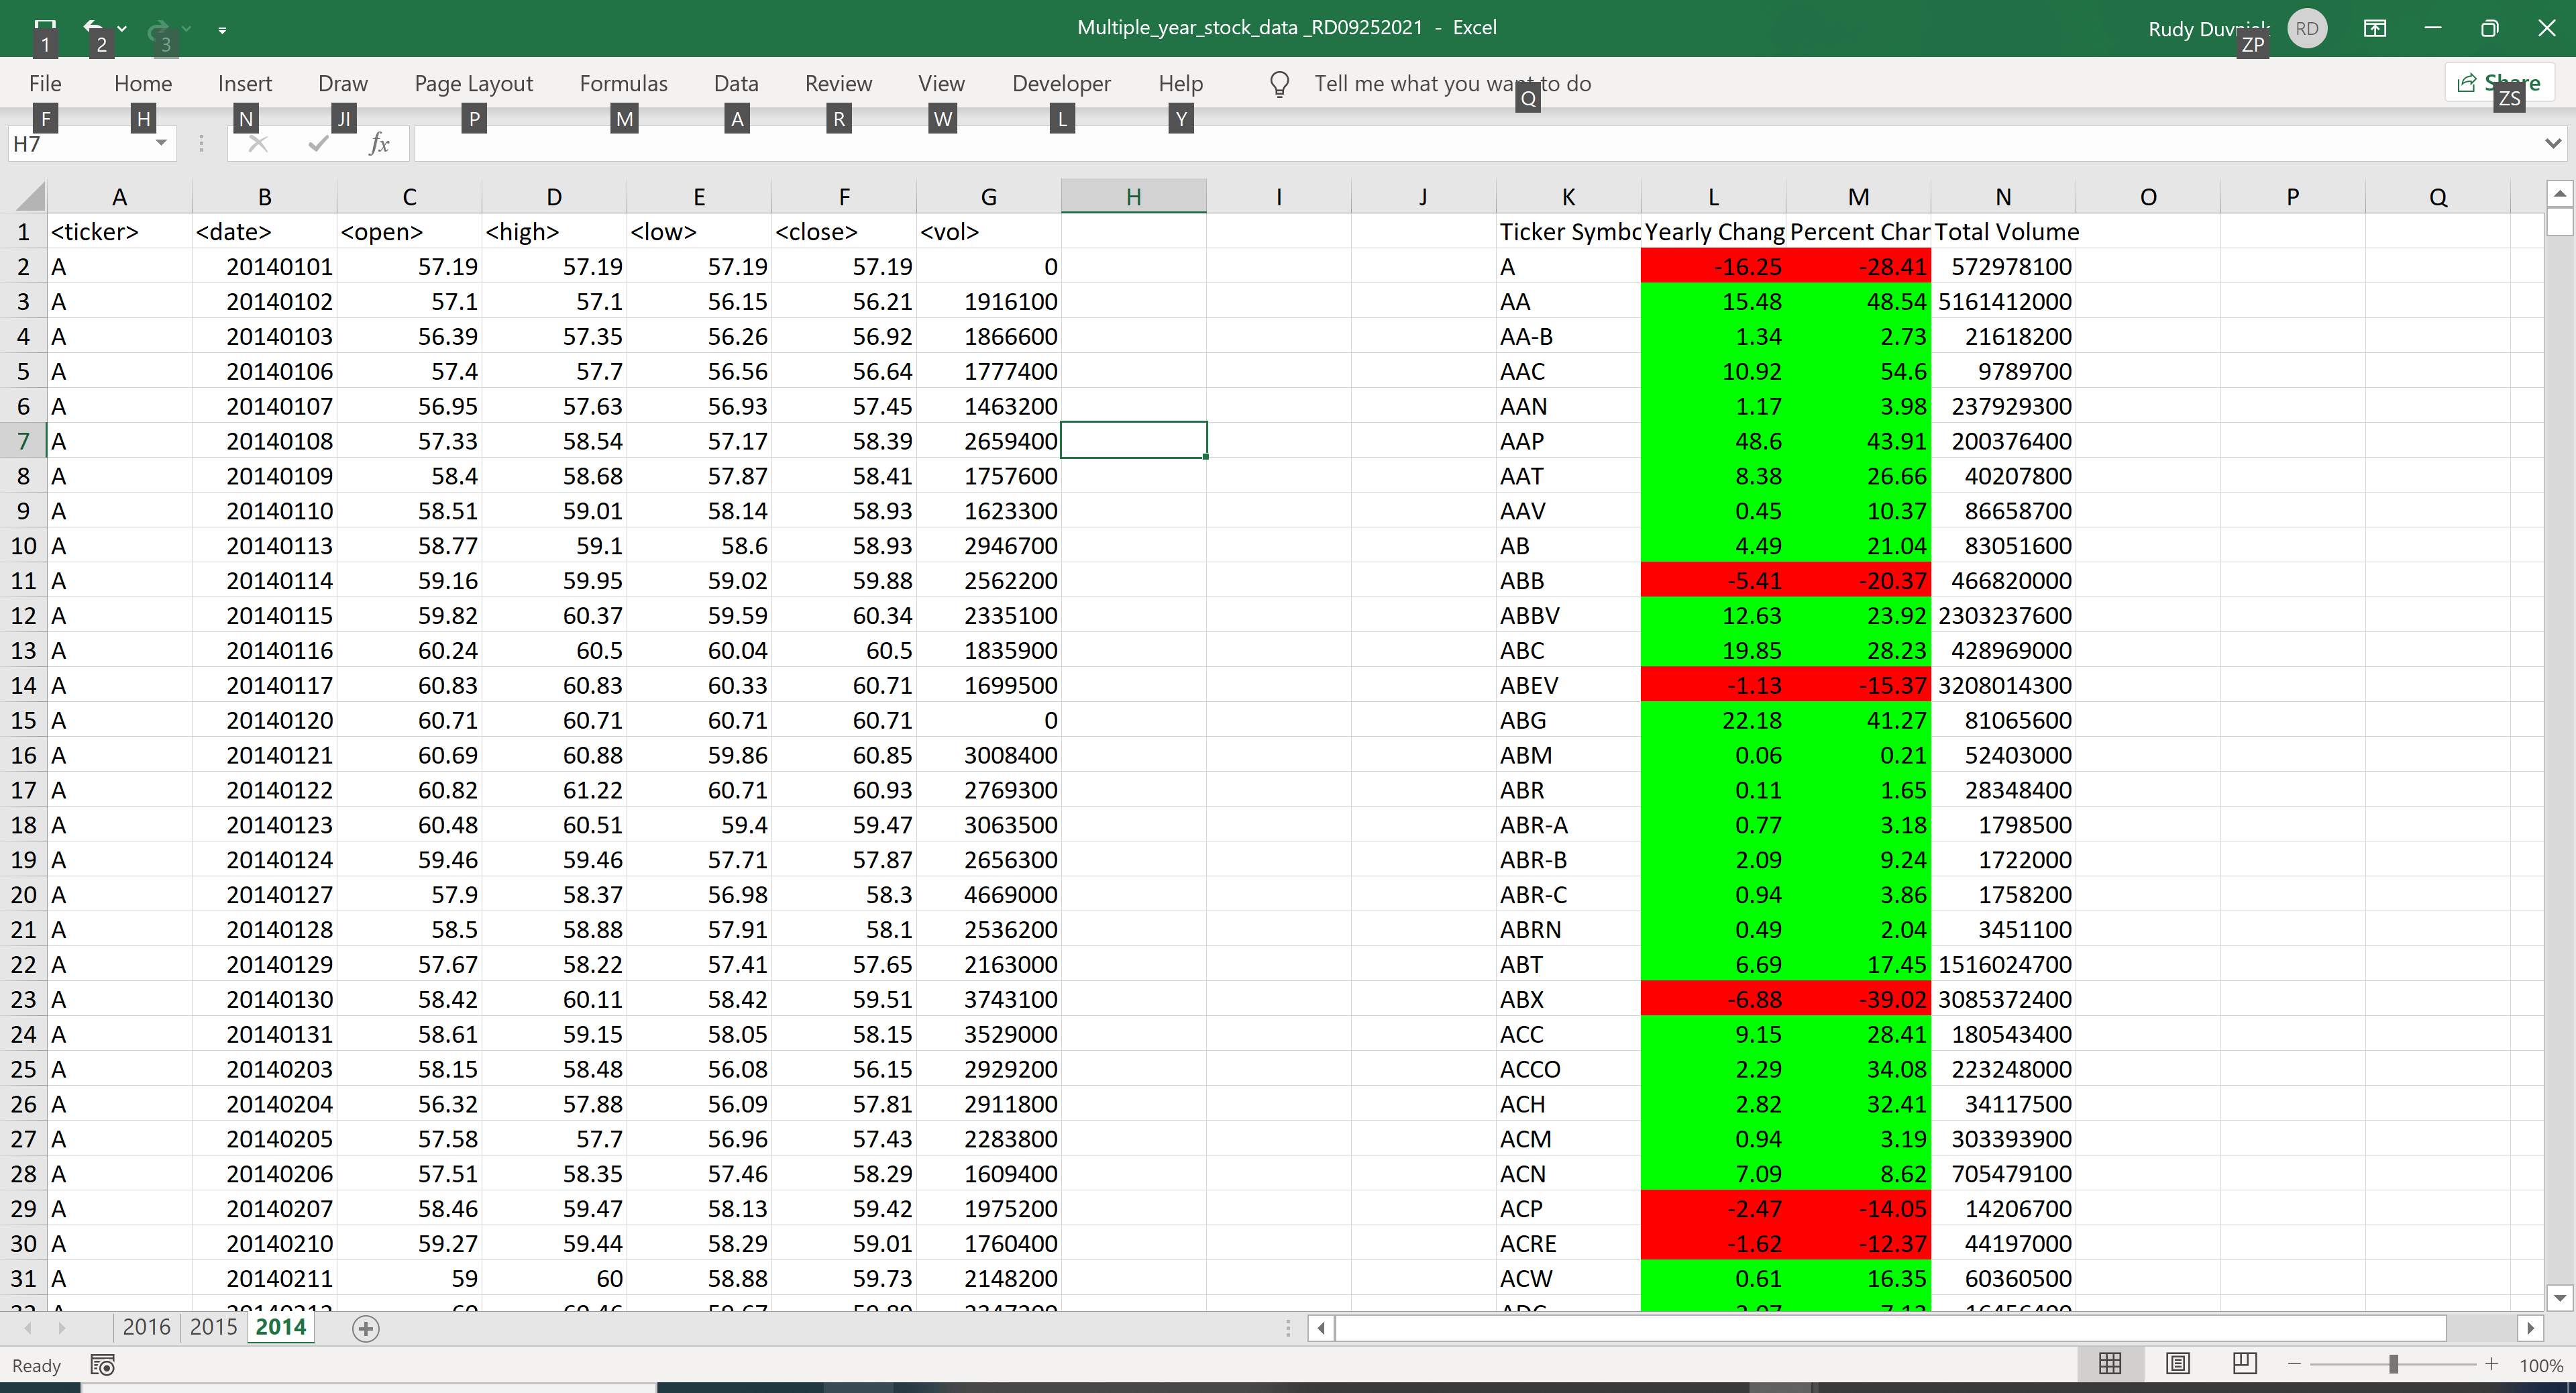 Multiple_year_stock_data _RD09252021 - Excel
RD
1 2 3 ZP
File Home Insert Draw Page Layout Formulas Data Review View Developer Help
F H N JI P M A R W L Y Q ZS
H7 fx
A B C D E F G H I J K L M N O P Q
1 <ticker> <date> <open> <high> <low> <close> <vol> Ticker Symbc Yearly Chang Percent Char Total Volume
2 A 20140101 57.19 57.19 57.19 57.19 0 A -16.25 -28.41 572978100
3 A 20140102 57.1 57.1 56.15 56.21 1916100 AA 15.48 48.54 5161412000
4 A 20140103 56.39 57.35 56.26 56.92 1866600 AA-B 1.34 2.73 21618200
5 A 20140106 57.4 57.7 56.56 56.64 1777400 AAC 10.92 54.6 9789700
6 A 20140107 56.95 57.63 56.93 57.45 1463200 AAN 1.17 3.98 237929300
7 A 20140108 57.33 58.54 57.17 58.39 2659400 AAP 48.6 43.91 200376400
8 A 20140109 58.4 58.68 57.87 58.41 1757600 AAT 8.38 26.66 40207800
9 A 20140110 58.51 59.01 58.14 58.93 1623300 AAV 0.45 10.37 86658700
10 A 20140113 58.77 59.1 58.6 58.93 2946700 AB 4.49 21.04 83051600
11 A 20140114 59.16 59.95 59.02 59.88 2562200 ABB -5.41 -20.37 466820000
12 A 20140115 59.82 60.37 59.59 60.34 2335100 ABBV 12.63 23.92 2303237600
13 A 20140116 60.24 60.5 60.04 60.5 1835900 ABC 19.85 28.23 428969000
14 A 20140117 60.83 60.83 60.33 60.71 1699500 ABEV -1.13 -15.37 3208014300
15 A 20140120 60.71 60.71 60.71 60.71 0 ABG 22.18 41.27 81065600
16 A 20140121 60.69 60.88 59.86 60.85 3008400 ABM 0.06 0.21 52403000
17 A 20140122 60.82 61.22 60.71 60.93 2769300 ABR 0.11 1.65 28348400
18 A 20140123 60.48 60.51 59.4 59.47 3063500 ABR-A 0.77 3.18 1798500
19 A 20140124 59.46 59.46 57.71 57.87 2656300 ABR-B 2.09 9.24 1722000
20 A 20140127 57.9 58.37 56.98 58.3 4669000 ABR-C 0.94 3.86 1758200
21 A 20140128 58.5 58.88 57.91 58.1 2536200 ABRN 0.49 2.04 3451100
22 A 20140129 57.67 58.22 57.41 57.65 2163000 ABT 6.69 17.45 1516024700
23 A 20140130 58.42 60.11 58.42 59.51 3743100 ABX -6.88 -39.02 3085372400
24 A 20140131 58.61 59.15 58.05 58.15 3529000 ACC 9.15 28.41 180543400
25 A 20140203 58.15 58.48 56.08 56.15 2929200 ACCO 2.29 34.08 223248000
26 A 20140204 56.32 57.88 56.09 57.81 2911800 ACH 2.82 32.41 34117500
27 A 20140205 57.58 57.7 56.96 57.43 2283800 ACM 0.94 3.19 303393900
28 A 20140206 57.51 58.35 57.46 58.29 1609400 ACN 7.09 8.62 705479100
29 A 20140207 58.46 59.47 58.13 59.42 1975200 ACP -2.47 -14.05 14206700
30 A 20140210 59.27 59.44 58.29 59.01 1760400 ACRE -1.62 -12.37 44197000
31 A 20140211 59 60 58.88 59.73 2148200 ACW 0.61 16.35 60360500
2016 2015 2014
Ready 100%